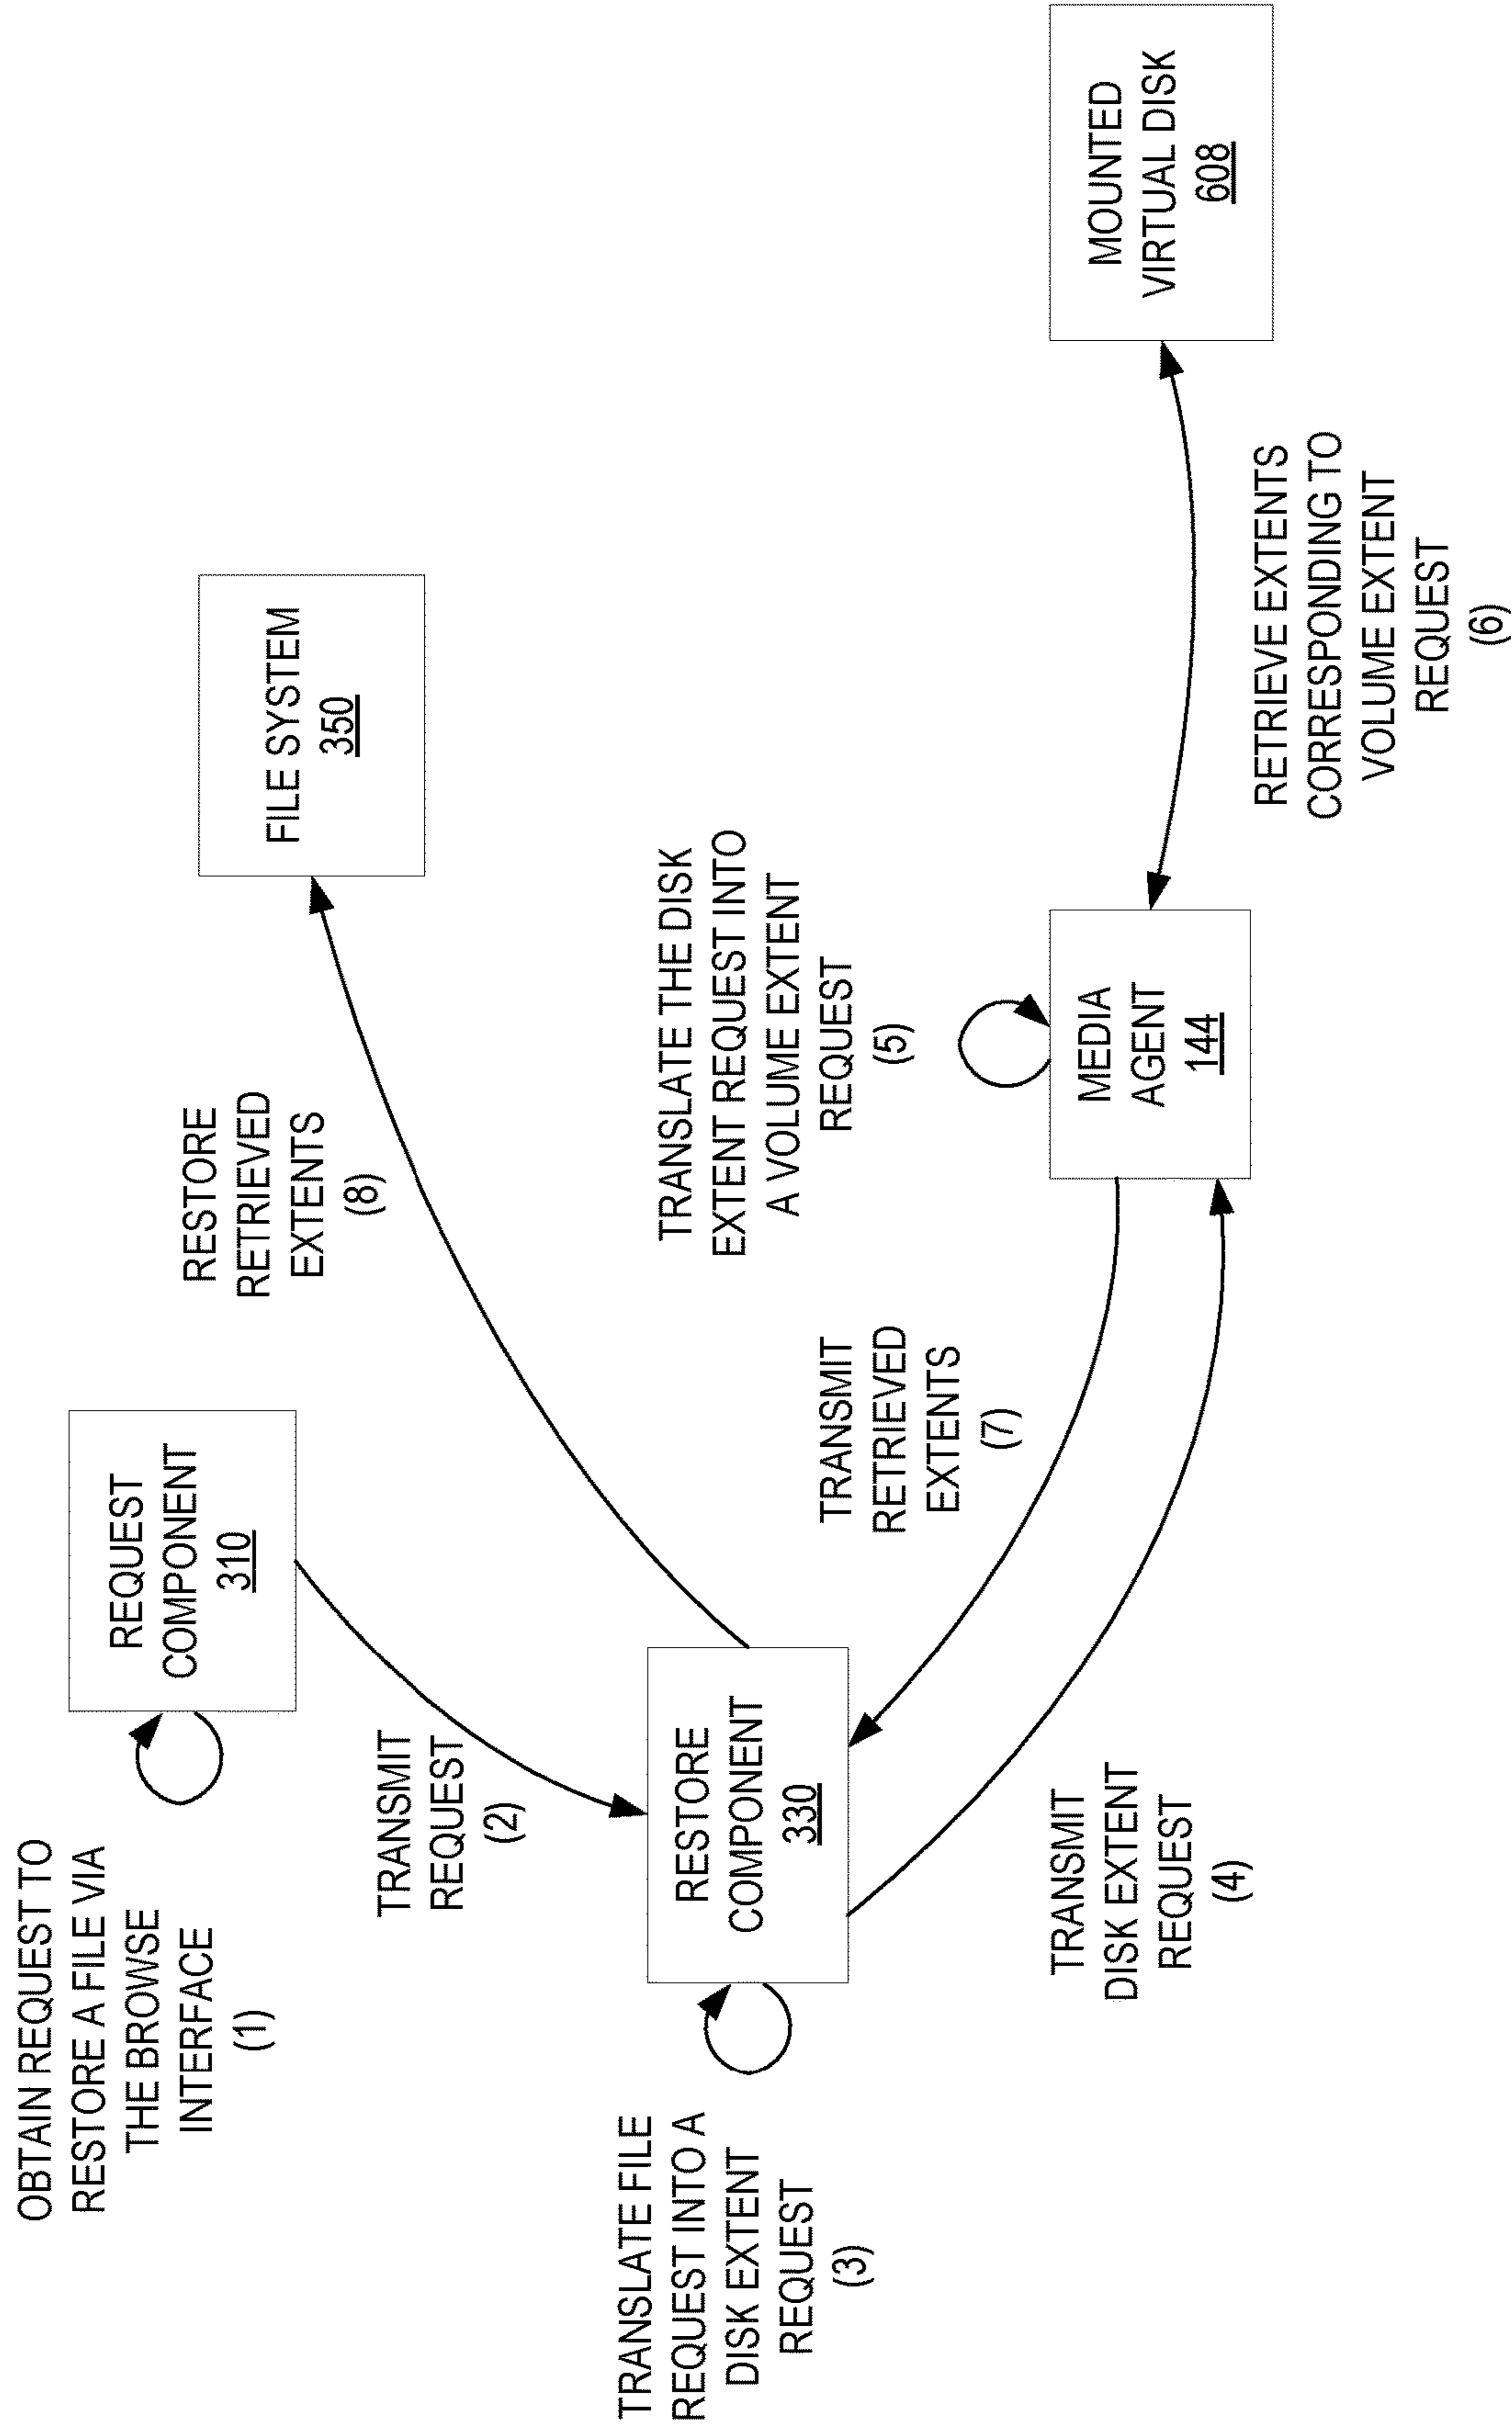 OBTAIN REQUEST TO
RESTORE A FILE VIA
THE BROWSE
INTERFACE
(1)
REQUEST
COMPONENT
310
TRANSMIT
REQUEST
(2)
RESTORE
RETRIEVED
EXTENTS
(8)
FILE SYSTEM
350
TRANSLATE FILE
REQUEST INTO A
DISK EXTENT
REQUEST
(3)
RESTORE
COMPONENT
330
TRANSMIT
RETRIEVED
EXTENTS
(7)
TRANSLATE THE DISK
EXTENT REQUEST INTO
A VOLUME EXTENT
REQUEST
(5)
TRANSMIT
DISK EXTENT
REQUEST
(4)
MEDIA
AGENT
144
RETRIEVE EXTENTS
CORRESPONDING TO
VOLUME EXTENT
REQUEST
(6)
MOUNTED
VIRTUAL DISK
608